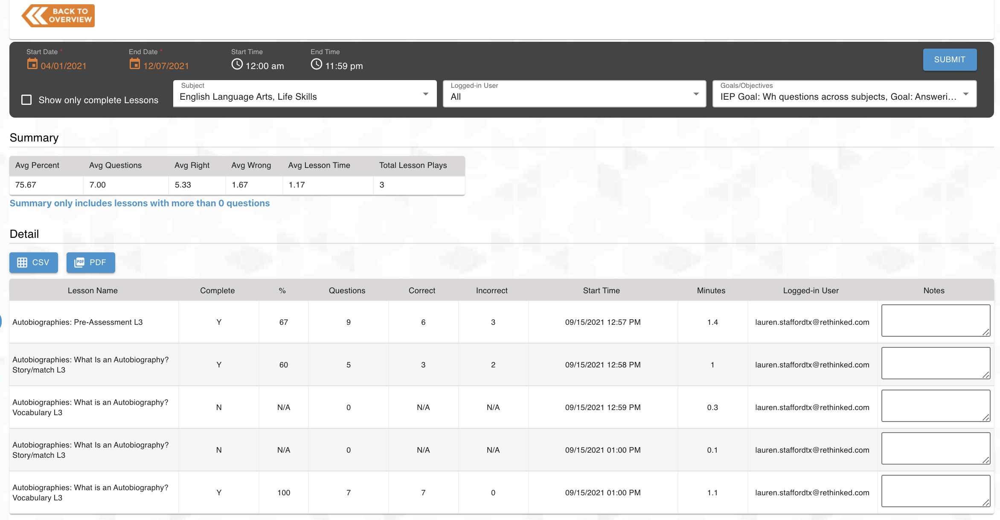 BACK TO
OVERVIEW
Start Date *
End Date *
Start Time
End Time
04/01/2021
12/07/2021
12:00 am
11:59 pm
SUBMIT
Show only complete Lessons
Subject
English Language Arts, Life Skills
Logged-in User
All
Goals/Objectives
IEP Goal: Wh questions across subjects, Goal: Answeri...
Summary
Avg Percent Avg Questions Avg Right Avg Wrong Avg Lesson Time Total Lesson Plays
75.67 7.00 5.33 1.67 1.17 3
Summary only includes lessons with more than 0 questions
Detail
CSV
PDF PDF
Lesson Name Complete % Questions Correct Incorrect Start Time Minutes Logged-in User Notes
Autobiographies: Pre-Assessment L3 Y 67 9 6 3 09/15/2021 12:57 PM 1.4 lauren.staffordtx@rethinked.com
Autobiographies: What Is an Autobiography?
Story/match L3
Y 60 5 3 2 09/15/2021 12:58 PM 1 lauren.staffordtx@rethinked.com
Autobiographies: What is an Autobiography?
Vocabulary L3
N N/A 0 N/A N/A 09/15/2021 12:59 PM 0.3 lauren.staffordtx@rethinked.com
Autobiographies: What Is an Autobiography?
Story/match L3
N N/A 0 N/A N/A 09/15/2021 01:00 PM 0.1 lauren.staffordtx@rethinked.com
Autobiographies: What is an Autobiography?
Vocabulary L3
Y 100 7 7 0 09/15/2021 01:00 PM 1.1 lauren.staffordtx@rethinked.com